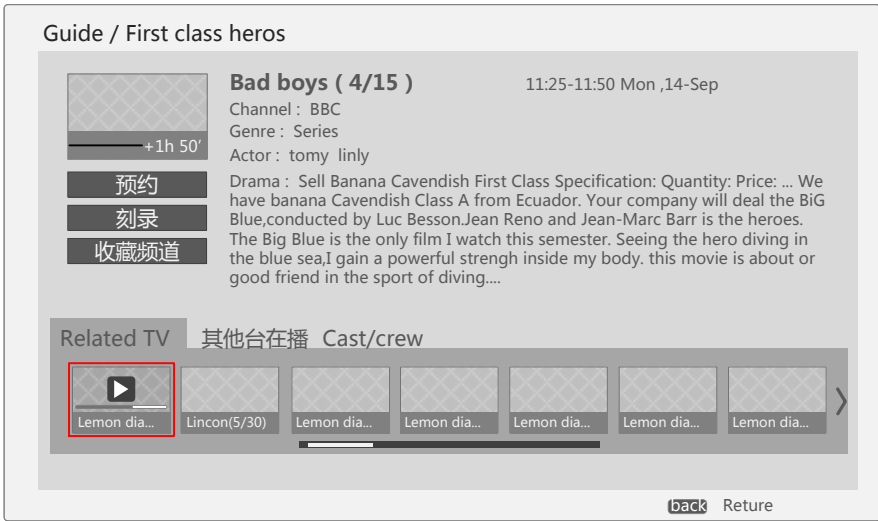 Guide / First class heros
Bad boys ( 4/15 )
11:25-11:50 Mon ,14-Sep
Channel : BBC
Genre : Series
Actor : tomy linly
+1h 50′
预约
刻录
收藏频道
Drama : Sell Banana Cavendish First Class Specification: Quantity: Price: ... We
have banana Cavendish Class A from Ecuador. Your company will deal the BiG
Blue,conducted by Luc Besson.Jean Reno and Jean-Marc Barr is the heroes.
The Big Blue is the only film I watch this semester. Seeing the hero diving in
the blue sea,I gain a powerful strengh inside my body. this movie is about or
good friend in the sport of diving....
Related TV 其他台在播 Cast/crew
Lemon dia... Lincon(5/30) Lemon dia... Lemon dia... Lemon dia... Lemon dia... Lemon dia...
back Reture